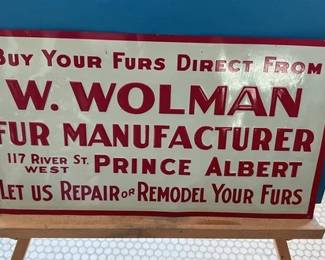 BUY YOUR FURS DIRECT FROM
W. WOLMAN
FUR MANUFACTURER
117 RIVER ST. WEST PRINCE ALBERT
LET US REPAIR OR REMODEL YOUR FURS